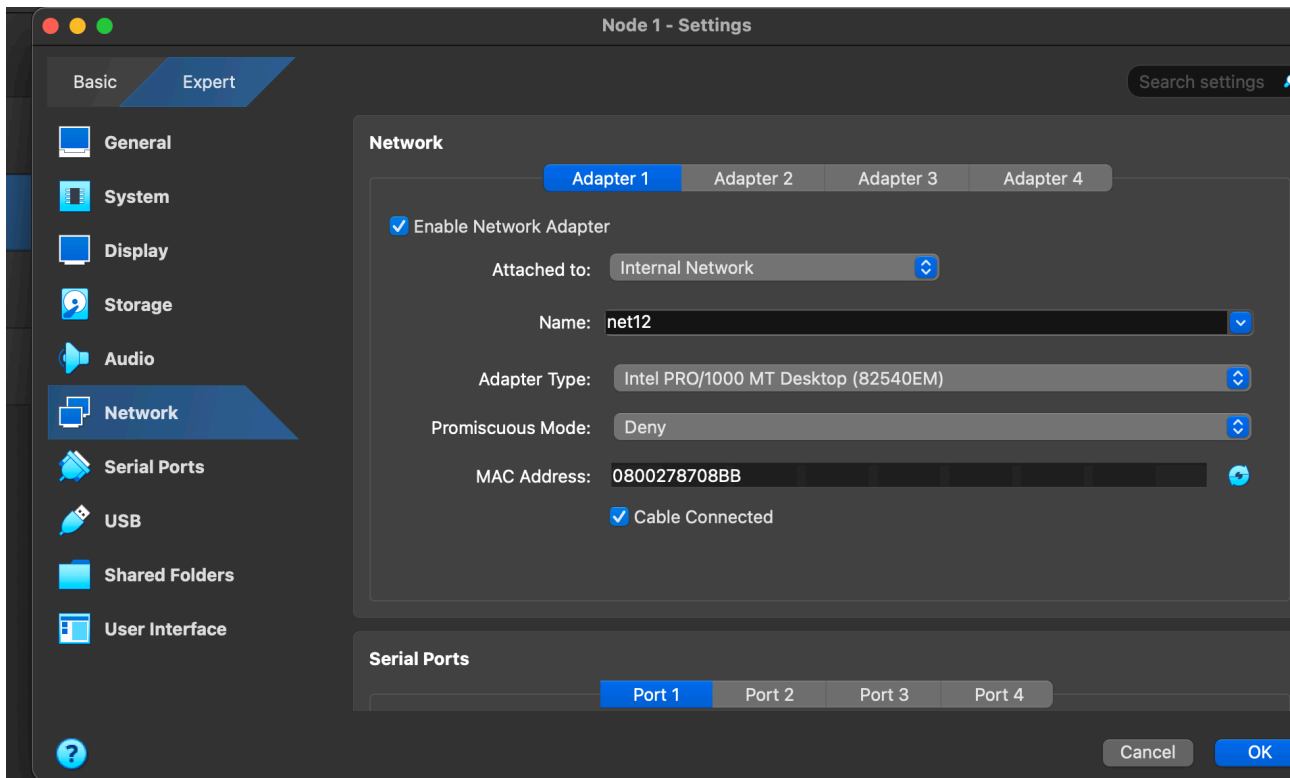 Node 1 - Settings
Basic
Expert
Search settings
General
System
Display
Storage
Audio
Network
Serial Ports
USB
Shared Folders
User Interface
Network
Adapter 1
Adapter 2
Adapter 3
Adapter 4
Enable Network Adapter
Attached to: Internal Network
Name: net12
Adapter Type: Intel PRO/1000 MT Desktop (82540EM)
Promiscuous Mode: Deny
MAC Address: 0800278708BB
Cable Connected
Serial Ports
Port 1
Port 2
Port 3
Port 4
?
Cancel
OK